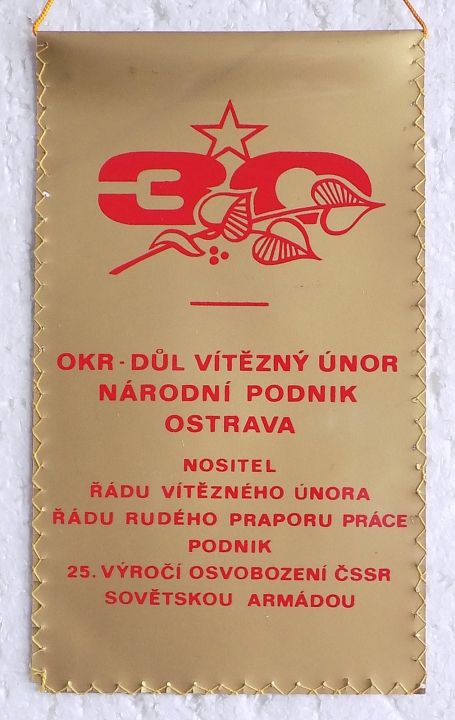 30
OKR - DŮL VÍTĚZNÝ ÚNOR
NÁRODNÍ PODNIK
OSTRAVA
NOSITEL
ŘÁDU VÍTĚZNÉHO ÚNORA
ŘÁDU RUDÉHO PRAPORU PRÁCE
PODNIK
25. VÝROČÍ OSVOBOZENÍ ČSSR
SOVĚTSKOU ARMÁDOU